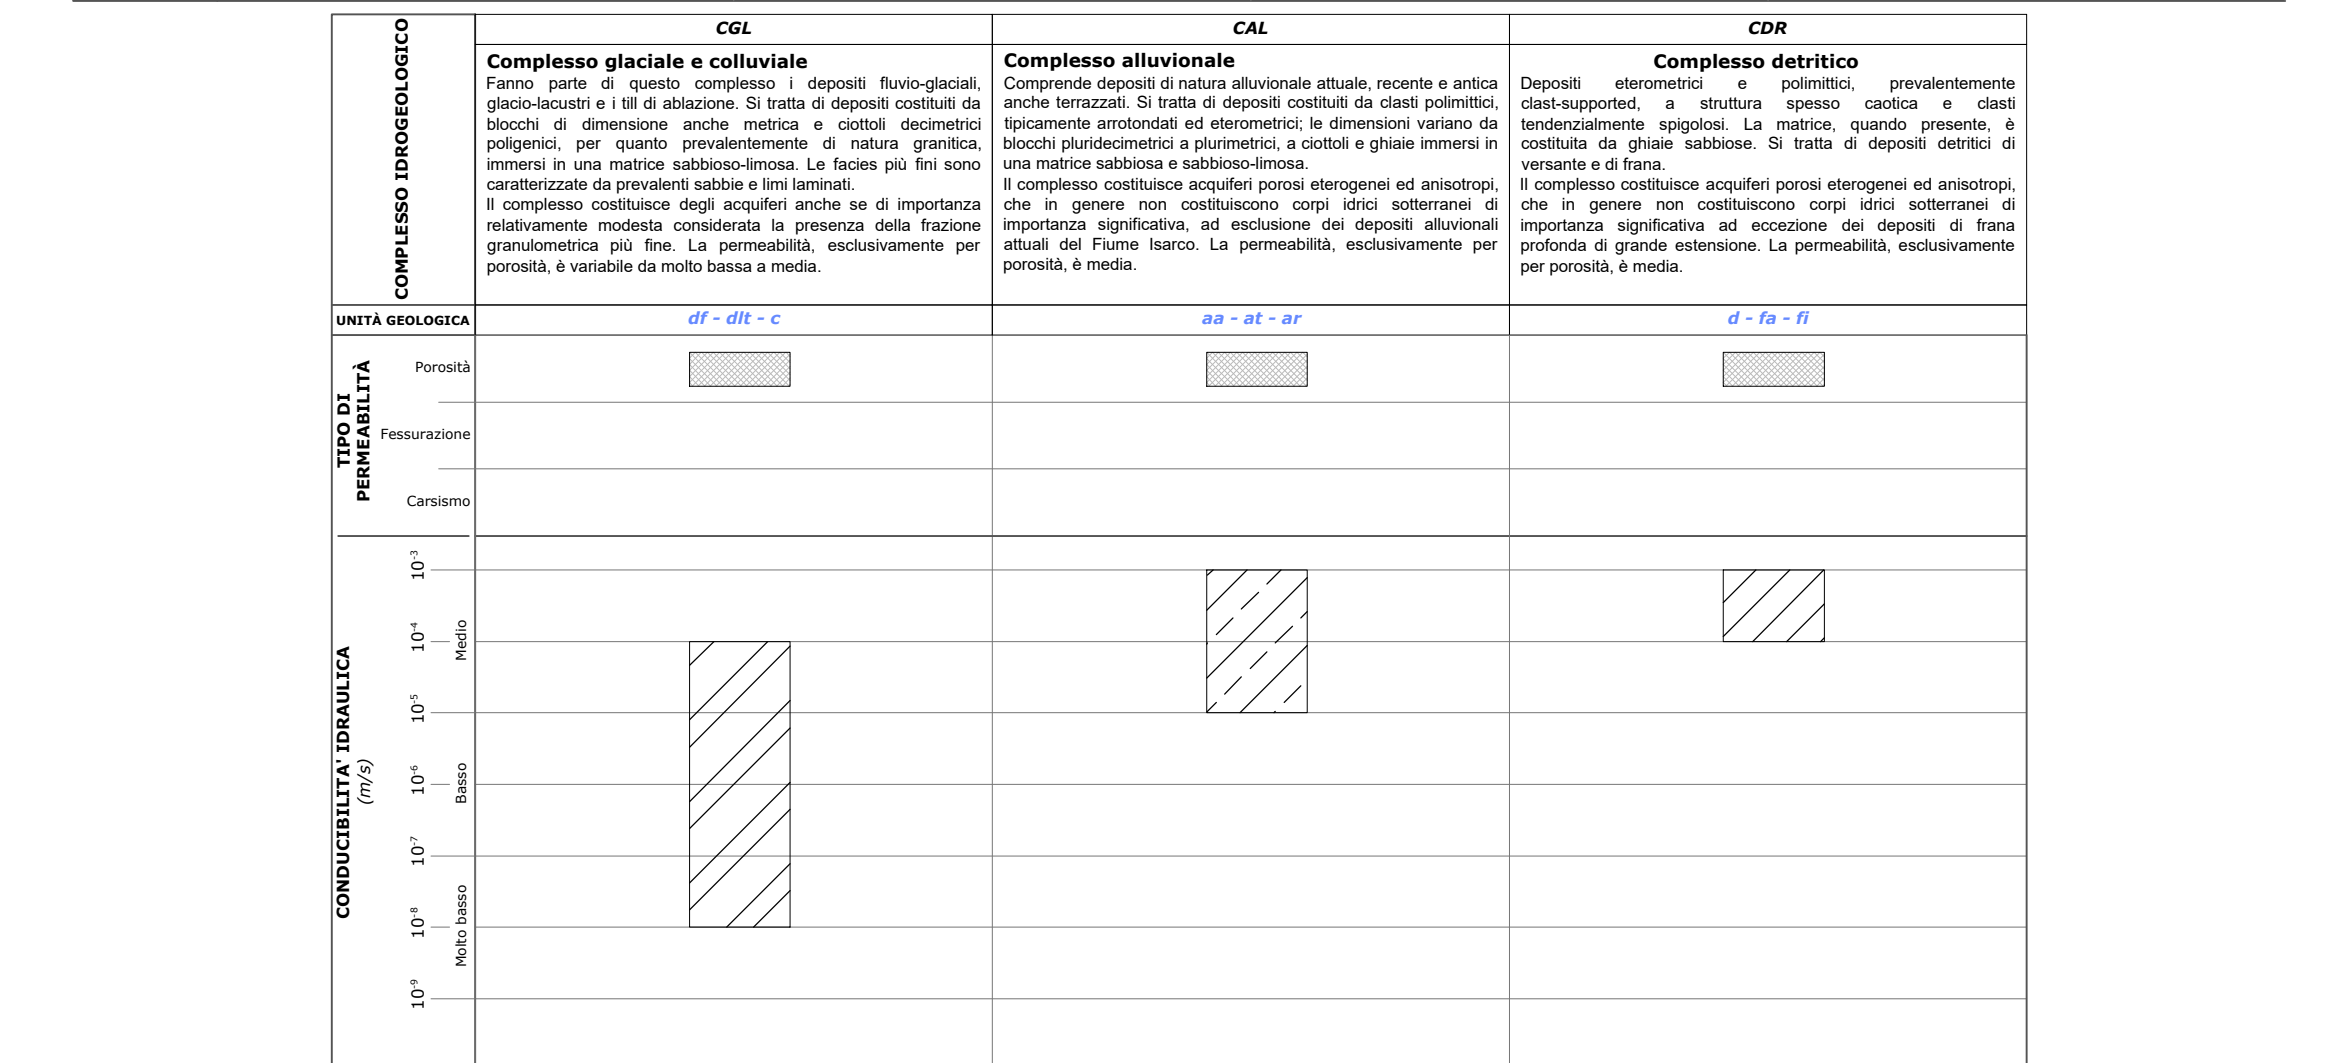 COMPLESSO IDROGEOLOGICO
CGL
Complesso glaciale e colluviale
Fanno parte di questo complesso i depositi fluvio-glaciali,
glacio-lacustri e i till di ablazione. Si tratta di depositi costituiti da
blocchi di dimensione anche metrica e ciottoli decimetrici
poligenici, per quanto prevalentemente di natura granitica,
immersi in una matrice sabbioso-limosa. Le facies più fini sono
caratterizzate da prevalenti sabbie e limi laminati.
Il complesso costituisce degli acquiferi anche se di importanza
relativamente modesta considerata la presenza della frazione
granulometrica più fine. La permeabilità, esclusivamente per
porosità, è variabile da molto bassa a media.
CAL
Complesso alluvionale
Comprende depositi di natura alluvionale attuale, recente e antica
anche terrazzati. Si tratta di depositi costituiti da clasti polimittici,
tipicamente arrotondati ed eterometrici; le dimensioni variano da
blocchi pluridecimetrici a plurimetrici, a ciottoli e ghiaie immersi in
una matrice sabbiosa e sabbioso-limosa.
Il complesso costituisce acquiferi porosi eterogenei ed anisotropi,
che in genere non costituiscono corpi idrici sotterranei di
importanza significativa, ad esclusione dei depositi alluvionali
attuali del Fiume Isarco. La permeabilità, esclusivamente per
porosità, è media.
CDR
Complesso detritico
Depositi eterometrici e polimittici, prevalentemente
clast-supported, a struttura spesso caotica e clasti
tendenzialmente spigolosi. La matrice, quando presente, è
costituita da ghiaie sabbiose. Si tratta di depositi detritici di
versante e di frana.
Il complesso costituisce acquiferi porosi eterogenei ed anisotropi,
che in genere non costituiscono corpi idrici sotterranei di
importanza significativa ad eccezione dei depositi di frana
profonda di grande estensione. La permeabilità, esclusivamente
per porosità, è media.
UNITÀ GEOLOGICA
df - dlt - c
aa - at - ar
d - fa - fi
TIPO DI
PERMEABILITÀ
Porosità
Fessurazione
Carsismo
CONDUCIBILITA' IDRAULICA
(m/s)
10-3
10-4
10-5
10-6
10-7
10-8
10-9
Medio
Basso
Molto basso